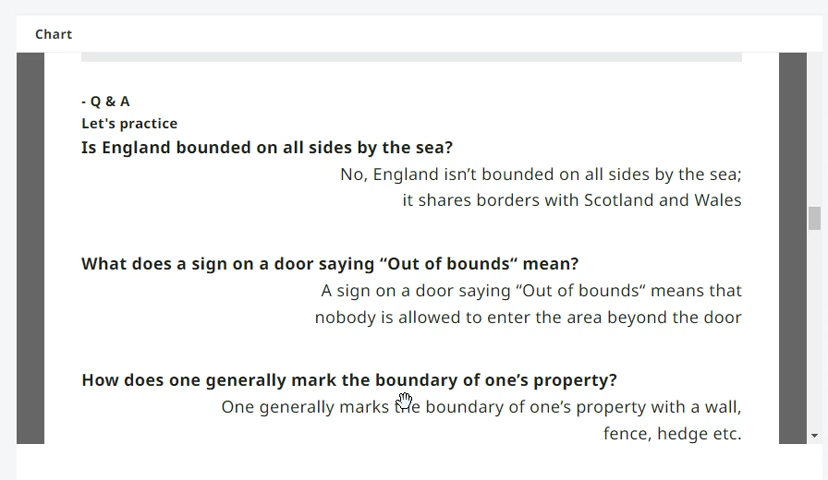 Chart
- Q & A
Let's practice
Is England bounded on all sides by the sea?
No, England isn’t bounded on all sides by the sea;
it shares borders with Scotland and Wales
What does a sign on a door saying “Out of bounds“ mean?
A sign on a door saying “Out of bounds“ means that
nobody is allowed to enter the area beyond the door
How does one generally mark the boundary of one’s property?
One generally marks the boundary of one’s property with a wall,
fence, hedge etc.